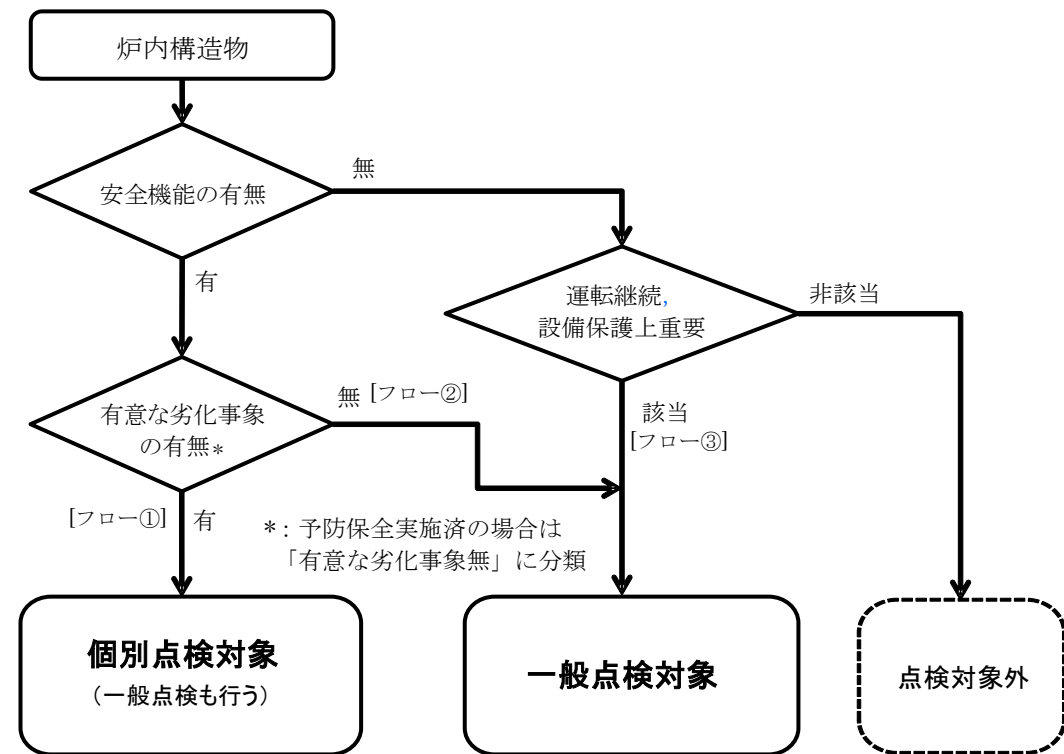 炉内構造物
無
安全機能の有無
有
運転継続,
設備保護上重要
非該当
無 [フロー②]
有意な劣化事象
の有無*
該当
[フロー③]
[フロー①] 有
*：予防保全実施済の場合は
「有意な劣化事象無」に分類
個別点検対象
（一般点検も行う）
一般点検対象
点検対象外